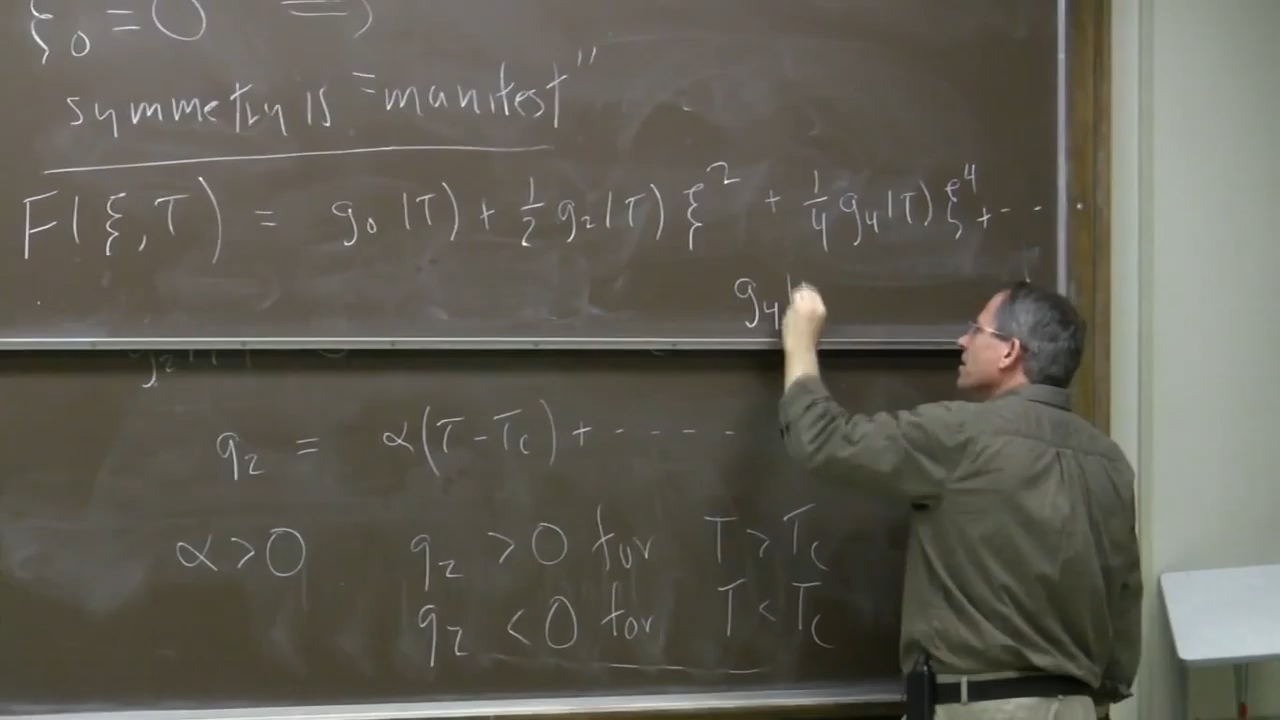 ξ₀ = 0 ⟹
symmetry is "manifest"
F(ξ, T) = g₀(T) + 1/2 g₂(T) ξ² + 1/4 g₄(T) ξ⁴ + ...
g₄(
g₂ = α(T - T_c) + -----
α > 0 g₂ > 0 for T > T_c
g₂ < 0 for T < T_c